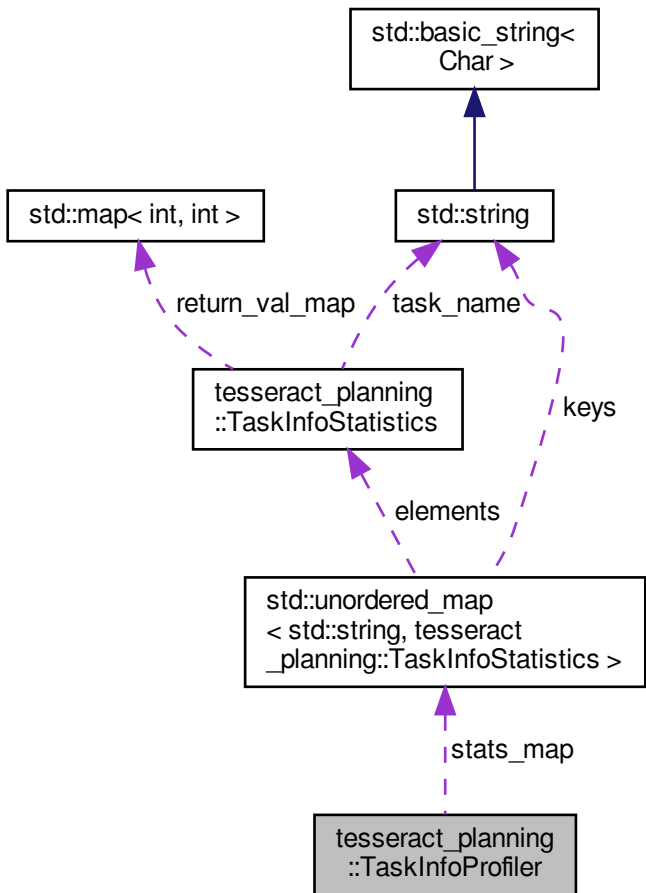 std::basic_string<
Char >
std::map< int, int >
std::string
return_val_map
task_name
tesseract_planning
::TaskInfoStatistics
keys
elements
std::unordered_map
< std::string, tesseract
_planning::TaskInfoStatistics >
stats_map
tesseract_planning
::TaskInfoProfiler